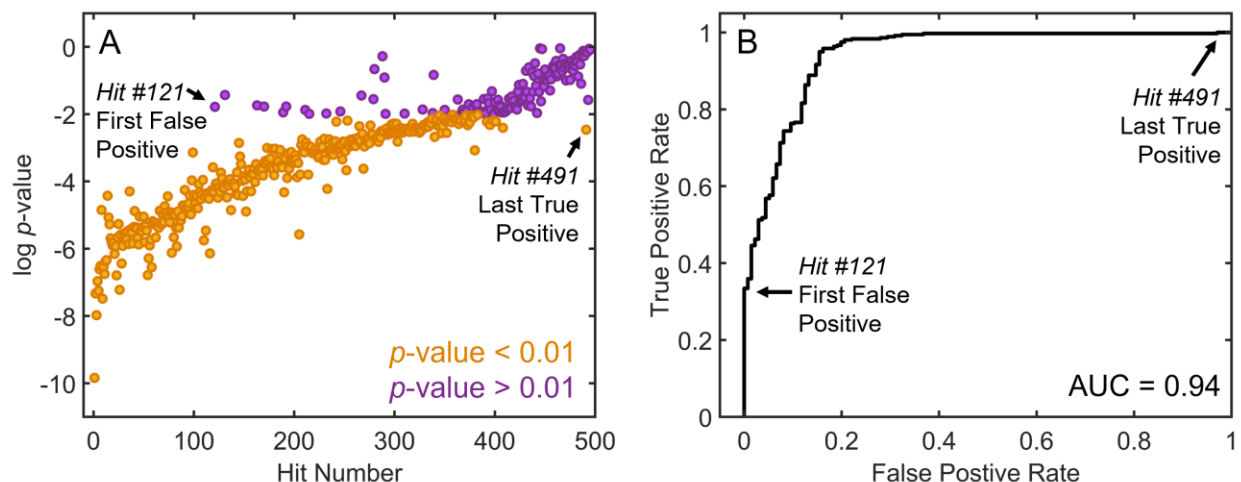 A
0
-2
-4
-6
-8
-10
log p-value
Hit #121
First False
Positive
Hit #491
Last True
Positive
p-value < 0.01
p-value > 0.01
0
100
200
300
400
500
Hit Number
B
1
0.8
0.6
0.4
0.2
0
True Positive Rate
Hit #491
Last True
Positive
Hit #121
First False
Positive
AUC = 0.94
0
0.2
0.4
0.6
0.8
1
False Postive Rate